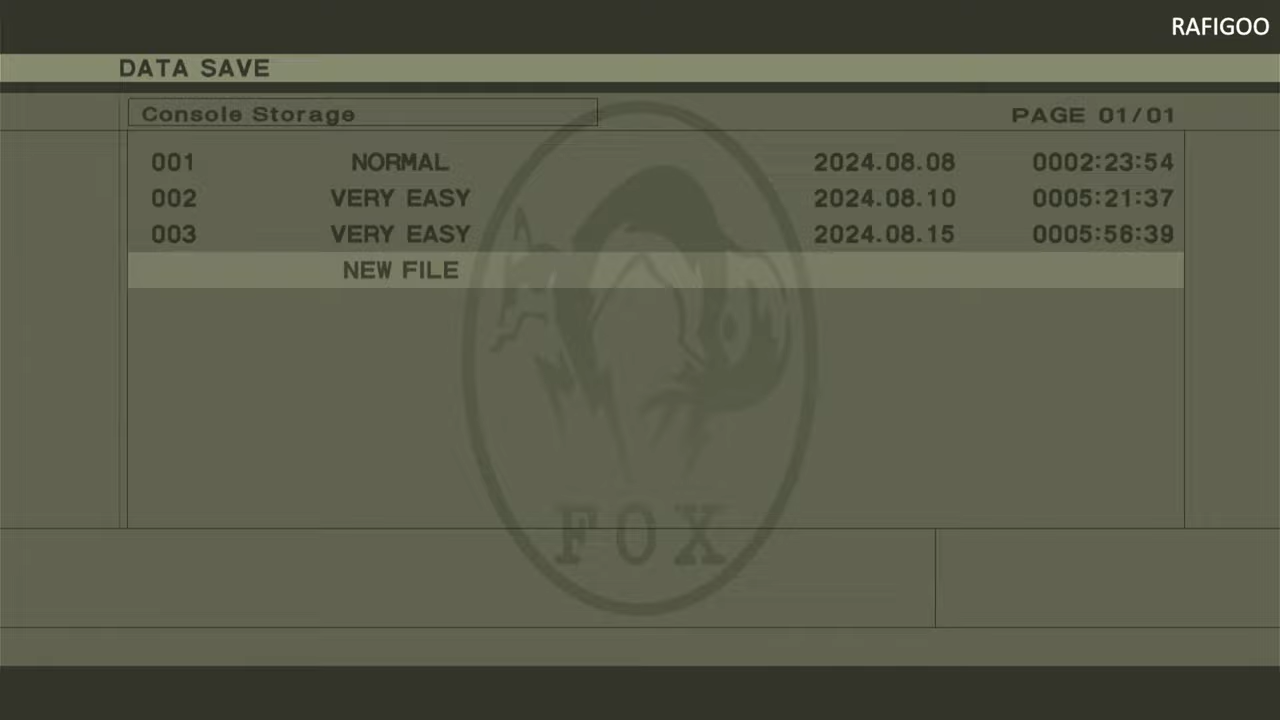 RAFIGOO
DATA SAVE
Console Storage PAGE 01/01
001 NORMAL 2024.08.08 0002:23:54
002 VERY EASY 2024.08.10 0005:21:37
003 VERY EASY 2024.08.15 0005:56:39
NEW FILE
FOX